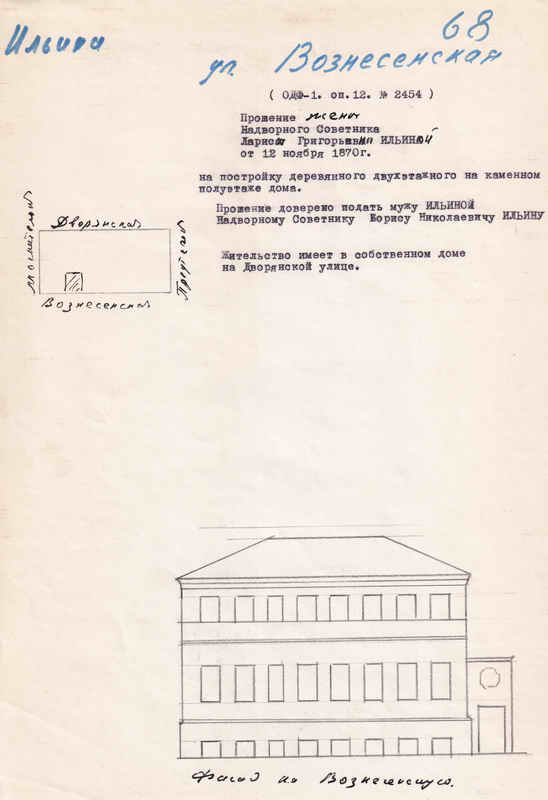 Ильина
68
ул. Вознесенская
( ОДФ-1. оп.12. № 2454 )
Прошение жены
Надворного Советника
Ларисы Григорьевны ИЛЬИНОЙ
от 12 ноября 1870г.
на постройку деревянного двухэтажного на каменном
полуэтаже дома.
Прошение доверено подать мужу ИЛЬИНОЙ
Надворному Советнику Борису Николаевичу ИЛЬИНУ
Жительство имеет в собственном доме
на Дворянской улице.
Дворянская
Вознесенская
Фасад на Вознесенскую.